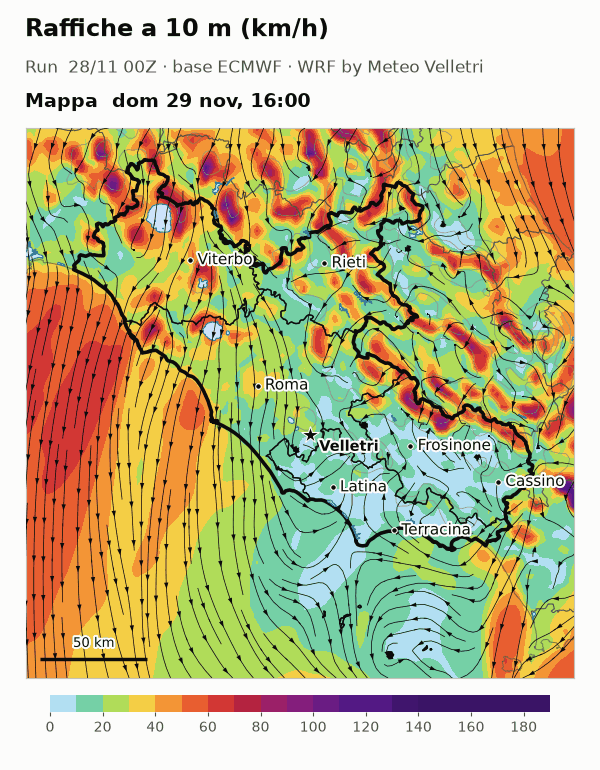 Raffiche a 10 m (km/h)
Run  28/11 00Z · base ECMWF · WRF by Meteo Velletri
Mappa  dom 29 nov, 16:00
Viterbo
Rieti
Roma
Velletri
Frosinone
Latina
Cassino
Terracina
50 km
0 20 40 60 80 100 120 140 160 180